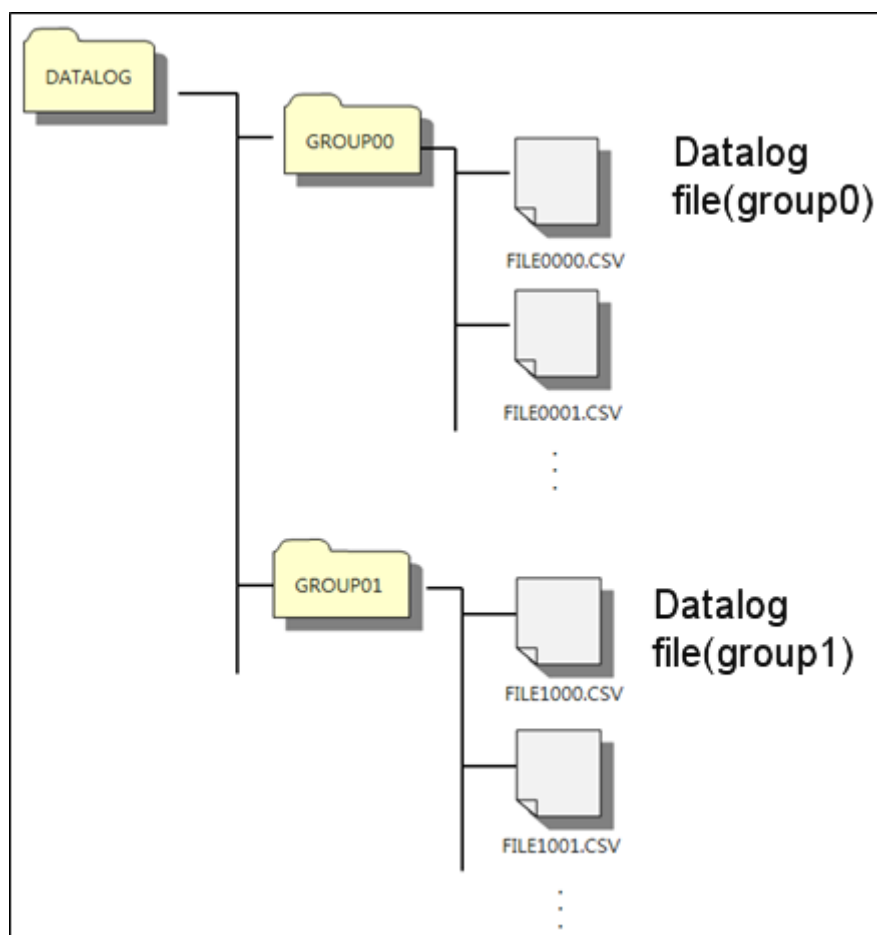 DATALOG
GROUP00
Datalog
file(group0)
FILE0000.CSV
FILE0001.CSV
GROUP01
Datalog
file(group1)
FILE1000.CSV
FILE1001.CSV